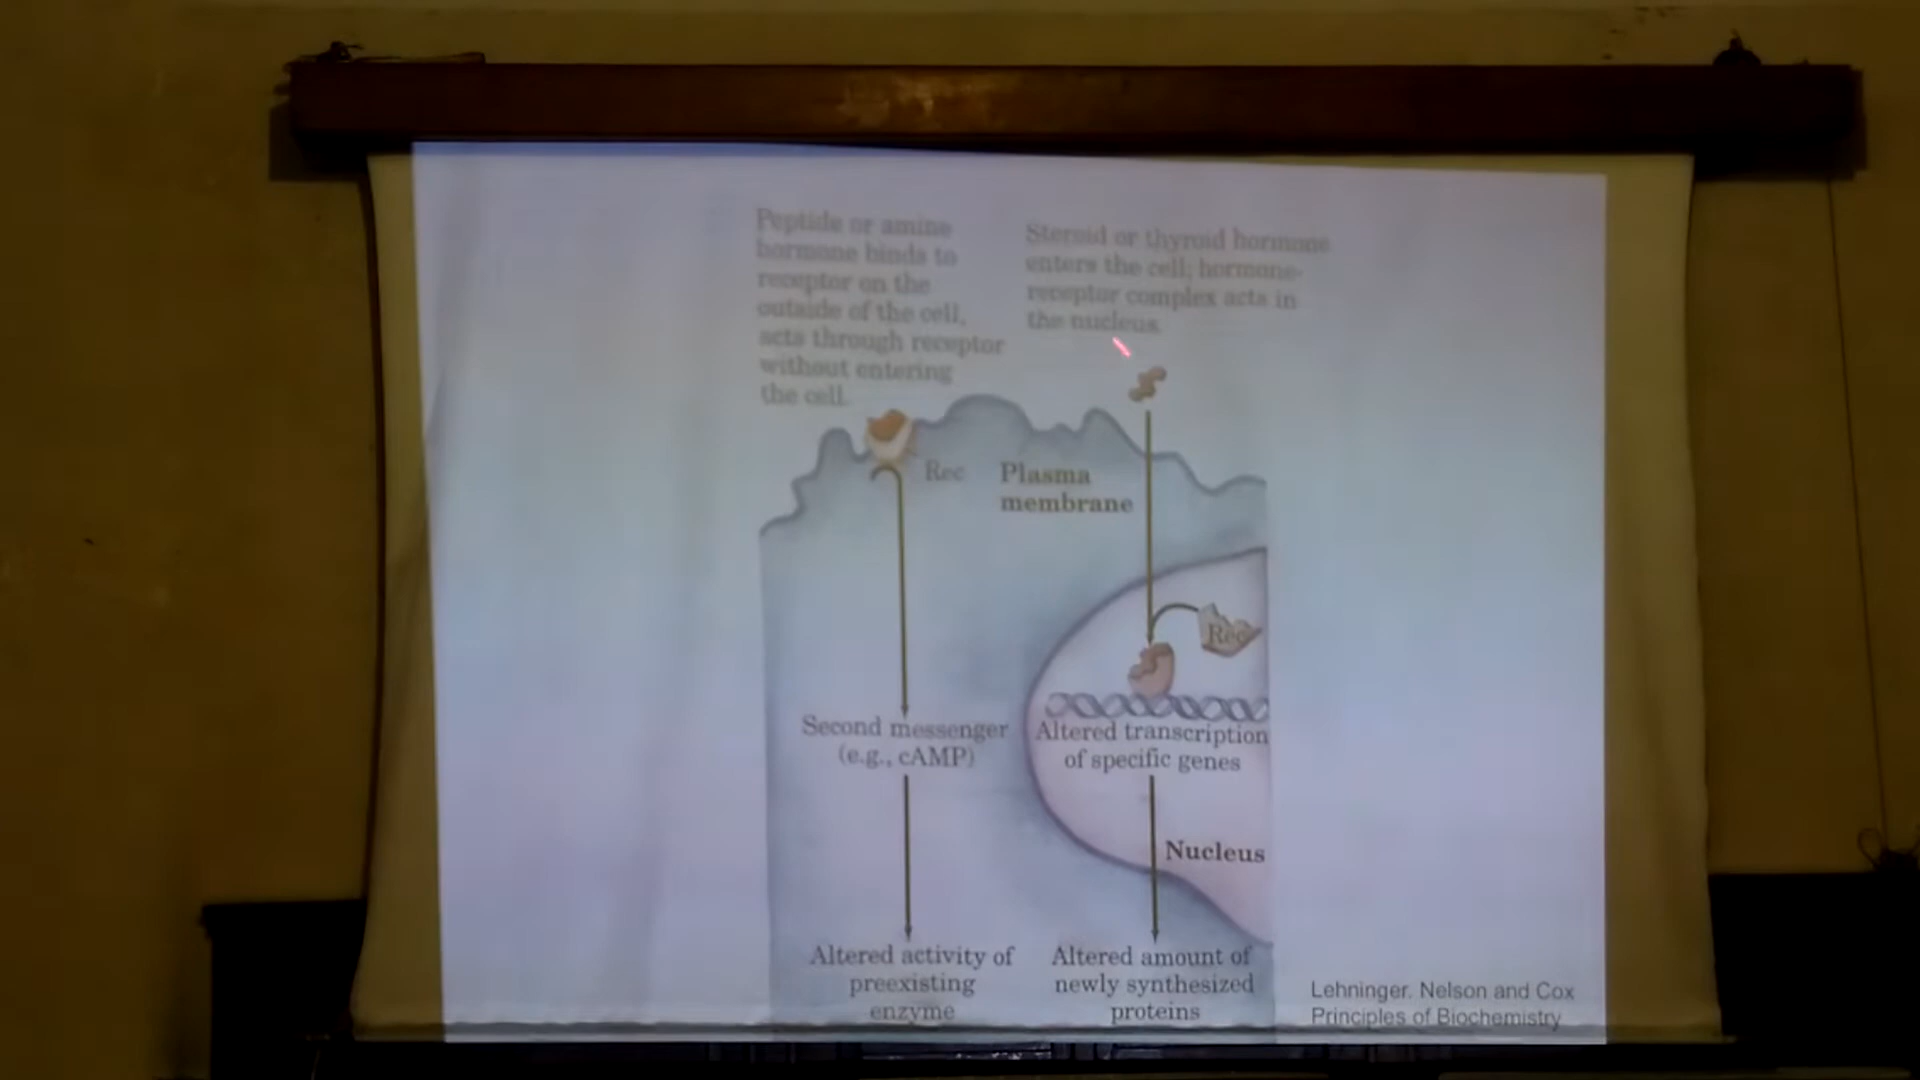 Peptide or amine
hormone binds to
receptor on the
outside of the cell,
acts through receptor
without entering
the cell.
Steroid or thyroid hormone
enters the cell; hormone-
receptor complex acts in
the nucleus.
Rec
Plasma
membrane
Rec
Second messenger
(e.g., cAMP)
Altered transcription
of specific genes
Nucleus
Altered activity of
preexisting
enzyme
Altered amount of
newly synthesized
proteins
Lehninger. Nelson and Cox
Principles of Biochemistry